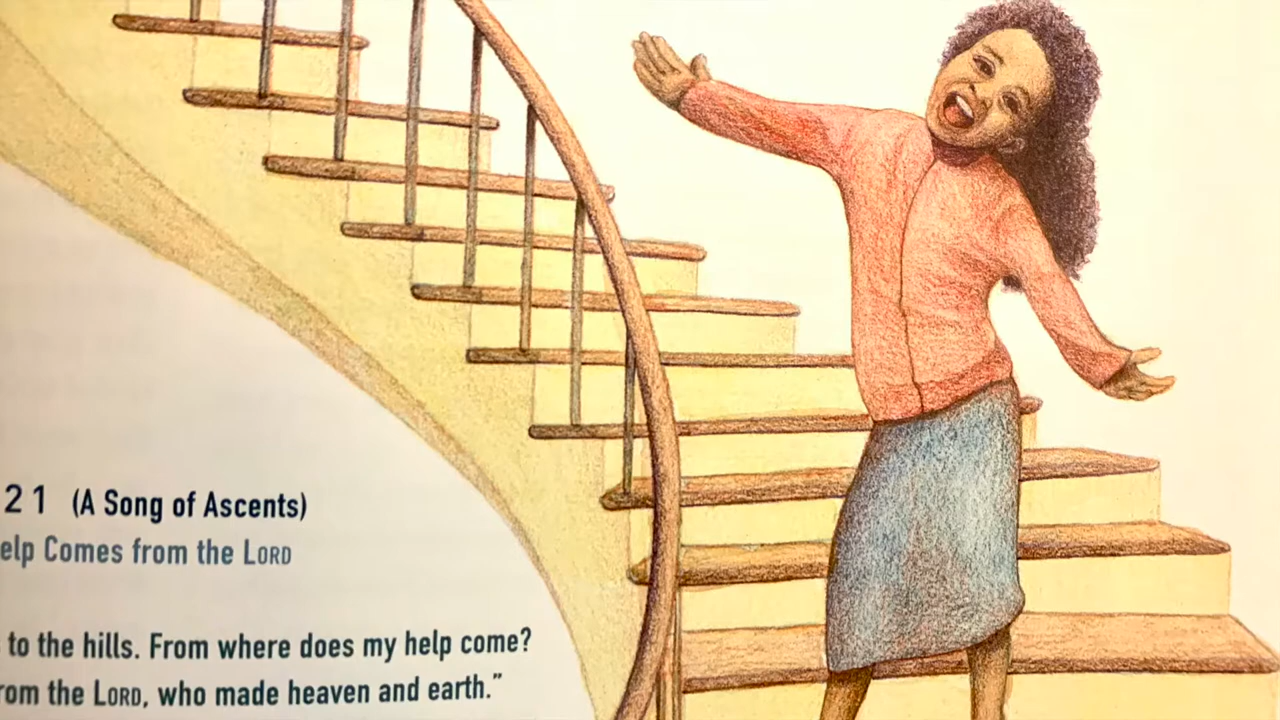 21 (A Song of Ascents)
elp Comes from the LORD
to the hills. From where does my help come?
rom the LORD, who made heaven and earth.”